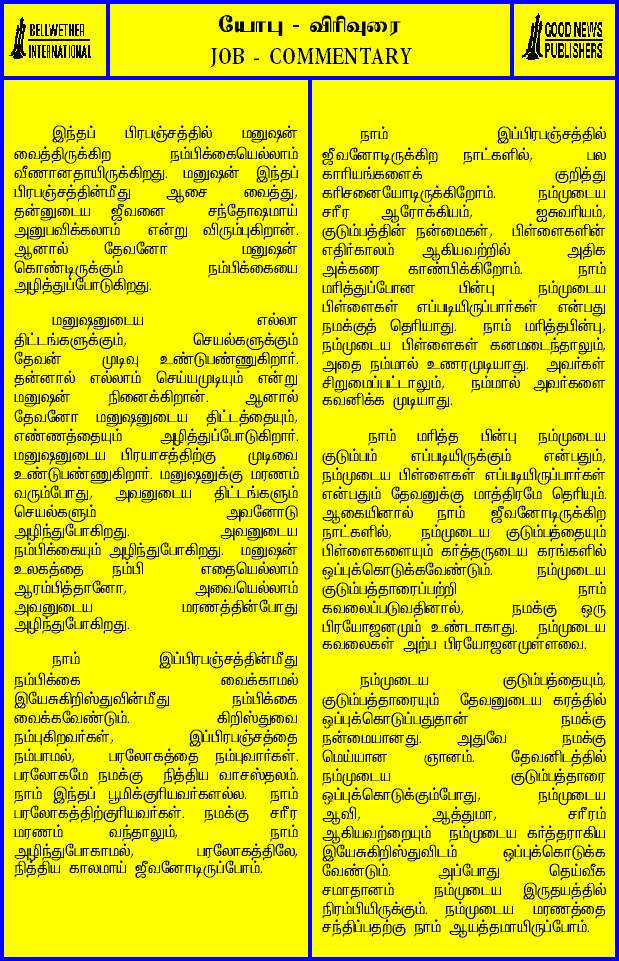 BELLWETHER
INTERNATIONAL
யோபு - விரிவுரை
JOB - COMMENTARY
GOOD NEWS
PUBLISHERS
இந்தப் பிரபஞ்சத்தில் மனுஷன்
வைத்திருக்கிற நம்பிக்கையெல்லாம்
வீணானதாயிருக்கிறது. மனுஷன் இந்தப்
பிரபஞ்சத்தின்மீது ஆசை வைத்து,
தன்னுடைய ஜீவனை சந்தோஷமாய்
அனுபவிக்கலாம் என்று விரும்புகிறான்.
ஆனால் தேவனோ மனுஷன்
கொண்டிருக்கும் நம்பிக்கையை
அழித்துப்போடுகிறது.
மனுஷனுடைய எல்லா
திட்டங்களுக்கும், செயல்களுக்கும்
தேவன் முடிவு உண்டுபண்ணுகிறார்.
தன்னால் எல்லாம் செய்யமுடியும் என்று
மனுஷன் நினைக்கிறான். ஆனால்
தேவனோ மனுஷனுடைய திட்டத்தையும்,
எண்ணத்தையும் அழித்துப்போடுகிறார்.
மனுஷனுடைய பிரயாசத்திற்கு முடிவை
உண்டுபண்ணுகிறார். மனுஷனுக்கு மரணம்
வரும்போது, அவனுடைய திட்டங்களும்
செயல்களும் அவனோடு
அழிந்துபோகிறது. அவனுடைய
நம்பிக்கையும் அழிந்துபோகிறது. மனுஷன்
உலகத்தை நம்பி எதையெல்லாம்
ஆரம்பித்தானோ, அவையெல்லாம்
அவனுடைய மரணத்தின்போது
அழிந்துபோகிறது.
நாம் இப்பிரபஞ்சத்தின்மீது
நம்பிக்கை வைக்காமல்
இயேசுகிறிஸ்துவின்மீது நம்பிக்கை
வைக்கவேண்டும். கிறிஸ்துவை
நம்புகிறவர்கள், இப்பிரபஞ்சத்தை
நம்பாமல், பரலோகத்தை நம்புவார்கள்.
பரலோகமே நமக்கு நித்திய வாசஸ்தலம்.
நாம் இந்தப் பூமிக்குரியவர்களல்ல. நாம்
பரலோகத்திற்குரியவர்கள். நமக்கு சரீர
மரணம் வந்தாலும், நாம்
அழிந்துபோகாமல், பரலோகத்திலே,
நித்திய காலமாய் ஜீவனோடிருப்போம்.
நாம் இப்பிரபஞ்சத்தில்
ஜீவனோடிருக்கிற நாட்களில், பல
காரியங்களைக் குறித்து
கரிசனையோடிருக்கிறோம். நம்முடைய
சரீர ஆரோக்கியம், ஐசுவரியம்,
குடும்பத்தின் நன்மைகள், பிள்ளைகளின்
எதிர்காலம் ஆகியவற்றில் அதிக
அக்கரை காண்பிக்கிறோம். நாம்
மரித்துப்போன பின்பு நம்முடைய
பிள்ளைகள் எப்படியிருப்பார்கள் என்பது
நமக்குத் தெரியாது. நாம் மரித்தபின்பு,
நம்முடைய பிள்ளைகள் கனமடைந்தாலும்,
அதை நம்மால் உணரமுடியாது. அவர்கள்
சிறுமைப்பட்டாலும், நம்மால் அவர்களை
கவனிக்க முடியாது.
நாம் மரித்த பின்பு நம்முடைய
குடும்பம் எப்படியிருக்கும் என்பதும்,
நம்முடைய பிள்ளைகள் எப்படியிருப்பார்கள்
என்பதும் தேவனுக்கு மாத்திரமே தெரியும்.
ஆகையினால் நாம் ஜீவனோடிருக்கிற
நாட்களில், நம்முடைய குடும்பத்தையும்
பிள்ளைகளையும் கர்த்தருடைய கரங்களில்
ஒப்புக்கொடுக்கவேண்டும். நம்முடைய
குடும்பத்தாரைப்பற்றி நாம்
கவலைப்படுவதினால், நமக்கு ஒரு
பிரயோஜனமும் உண்டாகாது. நம்முடைய
கவலைகள் அற்ப பிரயோஜனமுள்ளவை.
நம்முடைய குடும்பத்தையும்,
குடும்பத்தாரையும் தேவனுடைய கரத்தில்
ஒப்புக்கொடுப்பதுதான் நமக்கு
நன்மையானது. அதுவே நமக்கு
மெய்யான ஞானம். தேவனிடத்தில்
நம்முடைய குடும்பத்தாரை
ஒப்புக்கொடுக்கும்போது, நம்முடைய
ஆவி, ஆத்துமா, சரீரம்
ஆகியவற்றையும் நம்முடைய கர்த்தராகிய
இயேசுகிறிஸ்துவிடம் ஒப்புக்கொடுக்க
வேண்டும். அப்போது தெய்வீக
சமாதானம் நம்முடைய இருதயத்தில்
நிரம்பியிருக்கும். நம்முடைய மரணத்தை
சந்திப்பதற்கு நாம் ஆயத்தமாயிருப்போம்.